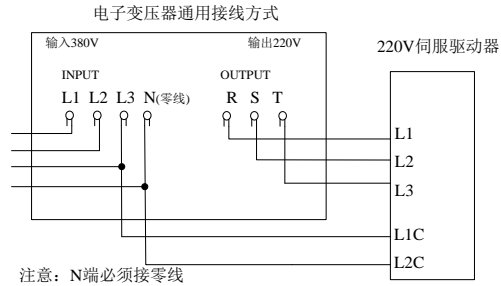 电子变压器通用接线方式
输入380V 输出220V
220V伺服驱动器
INPUT OUTPUT
L1 L2 L3 N(零线) R S T
L1
L2
L3
L1C
L2C
注意：N端必须接零线